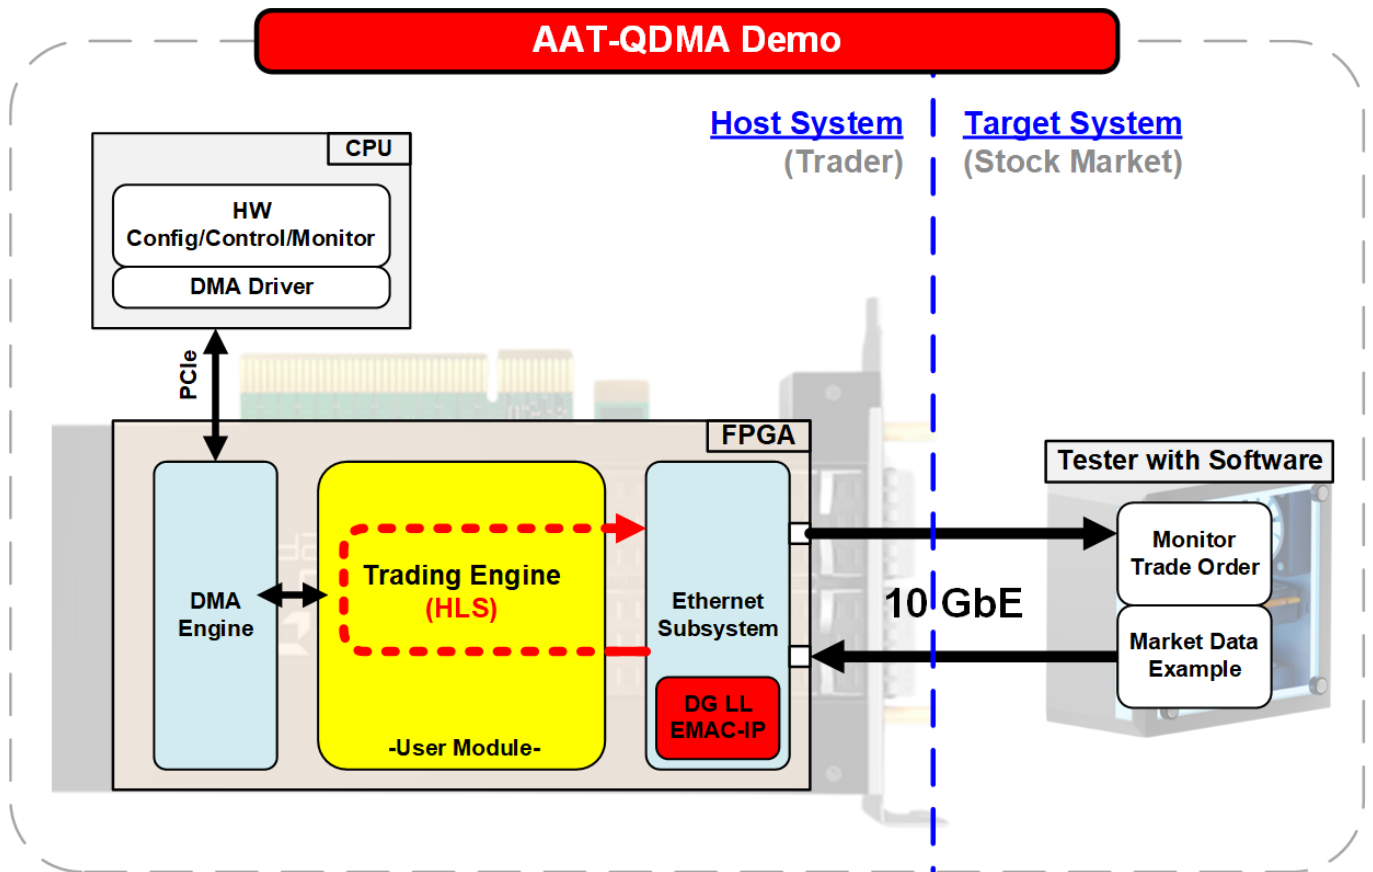 AAT-QDMA Demo
Host System
(Trader)
Target System
(Stock Market)
CPU
HW
Config/Control/Monitor
DMA Driver
PCIe
FPGA
DMA
Engine
Trading Engine
(HLS)
-User Module-
Ethernet
Subsystem
DG LL
EMAC-IP
10 GbE
Tester with Software
Monitor
Trade Order
Market Data
Example